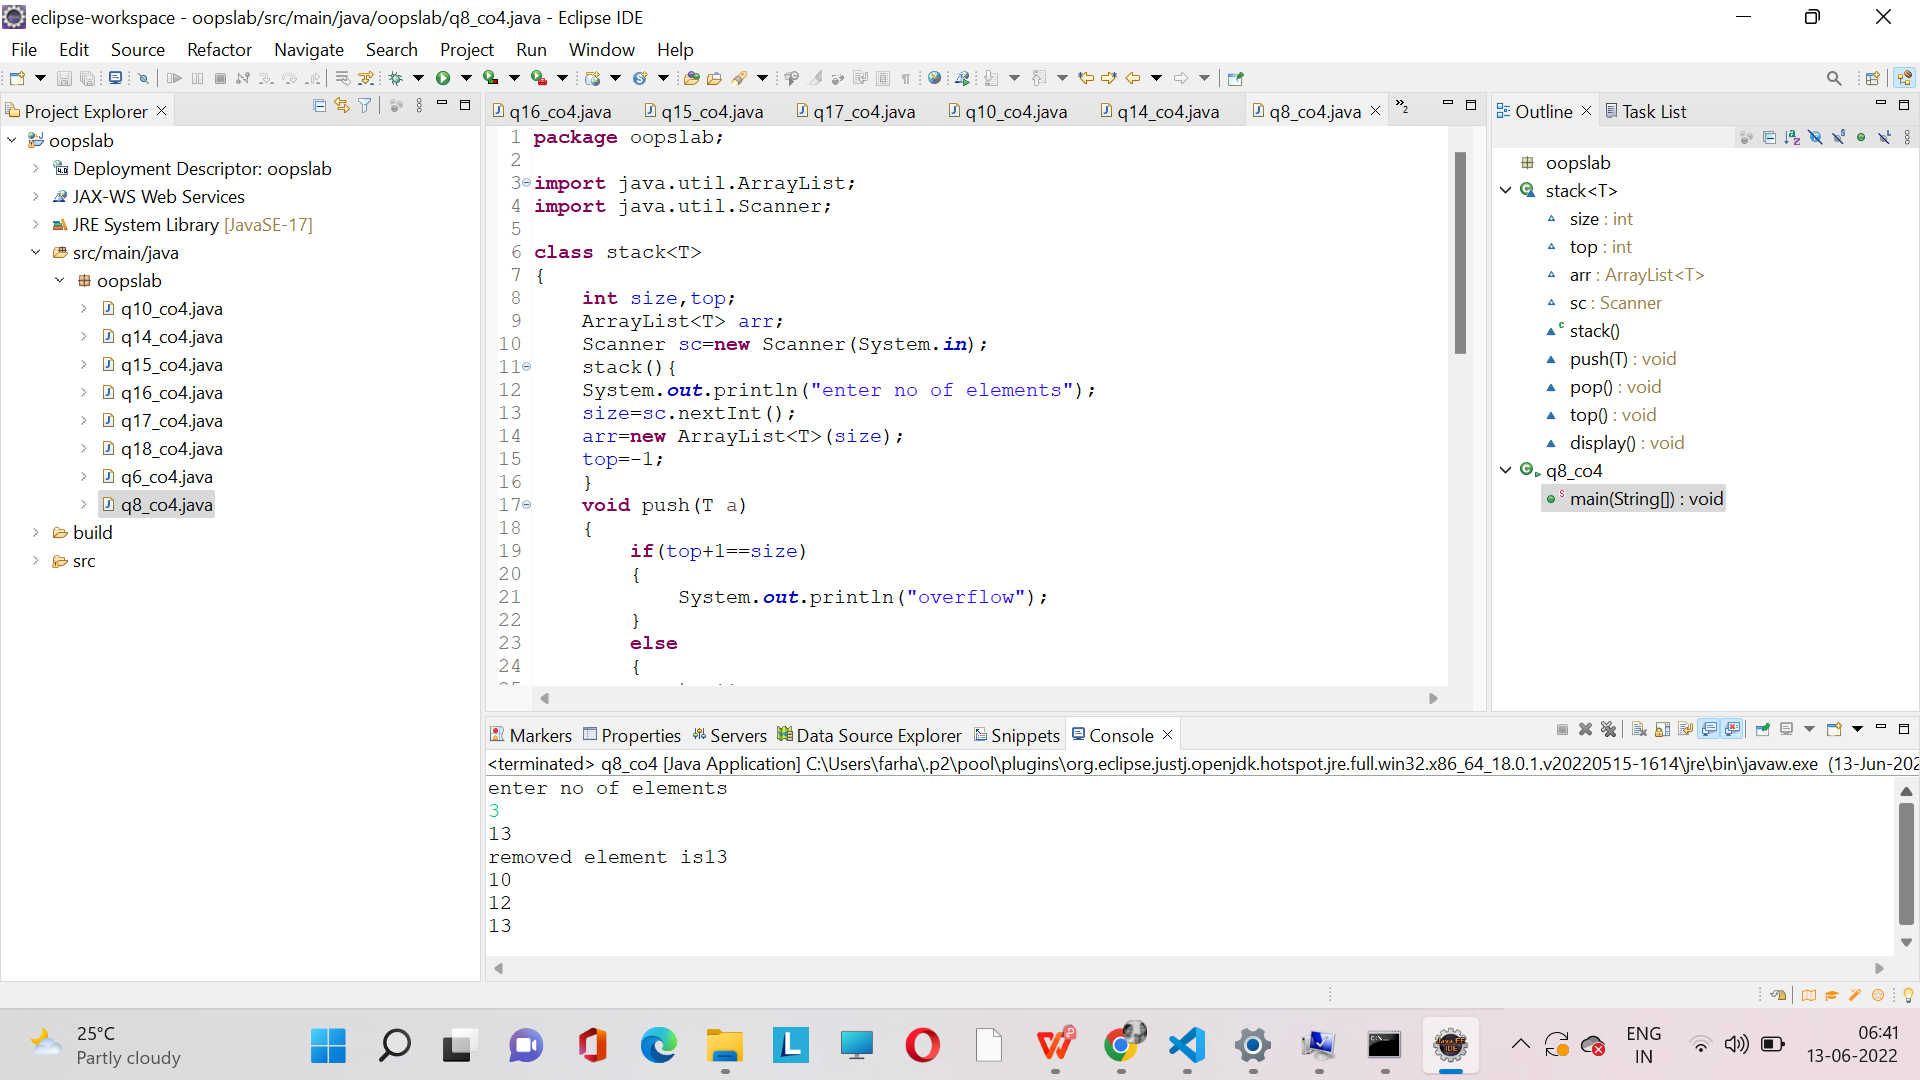 eclipse-workspace - oopslab/src/main/java/oopslab/q8_co4.java - Eclipse IDE
File Edit Source Refactor Navigate Search Project Run Window Help
Project Explorer
oopslab
Deployment Descriptor: oopslab
JAX-WS Web Services
JRE System Library [JavaSE-17]
src/main/java
oopslab
q10_co4.java
q14_co4.java
q15_co4.java
q16_co4.java
q17_co4.java
q18_co4.java
q6_co4.java
q8_co4.java
build
src
q16_co4.java q15_co4.java q17_co4.java q10_co4.java q14_co4.java q8_co4.java »2
1 package oopslab;
2
3 import java.util.ArrayList;
4 import java.util.Scanner;
5
6 class stack<T>
7 {
8 int size,top;
9 ArrayList<T> arr;
10 Scanner sc=new Scanner(System.in);
11 stack(){
12 System.out.println("enter no of elements");
13 size=sc.nextInt();
14 arr=new ArrayList<T>(size);
15 top=-1;
16 }
17 void push(T a)
18 {
19 if(top+1==size)
20 {
21 System.out.println("overflow");
22 }
23 else
24 {
Outline Task List
oopslab
stack<T>
size : int
top : int
arr : ArrayList<T>
sc : Scanner
stack()
push(T) : void
pop() : void
top() : void
display() : void
q8_co4
main(String[]) : void
Markers Properties Servers Data Source Explorer Snippets Console
<terminated> q8_co4 [Java Application] C:\Users\farha\.p2\pool\plugins\org.eclipse.justj.openjdk.hotspot.jre.full.win32.x86_64_18.0.1.v20220515-1614\jre\bin\javaw.exe (13-Jun-202
enter no of elements
3
13
removed element is13
10
12
13
25°C
Partly cloudy
ENG
IN
06:41
13-06-2022